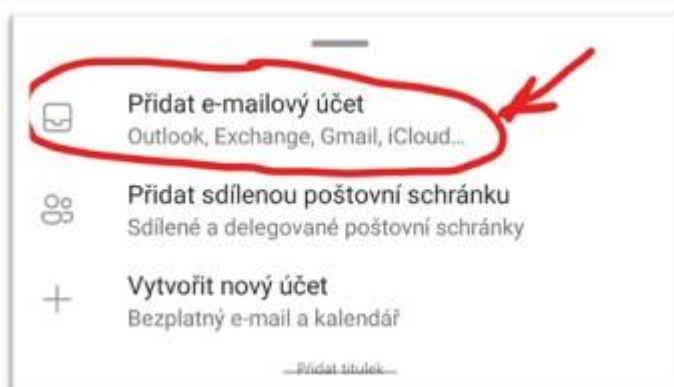 Přidat e-mailový účet
Outlook, Exchange, Gmail, iCloud...
Přidat sdílenou poštovní schránku
Sdílené a delegované poštovní schránky
Vytvořit nový účet
Bezplatný e-mail a kalendář
Přidat titulek